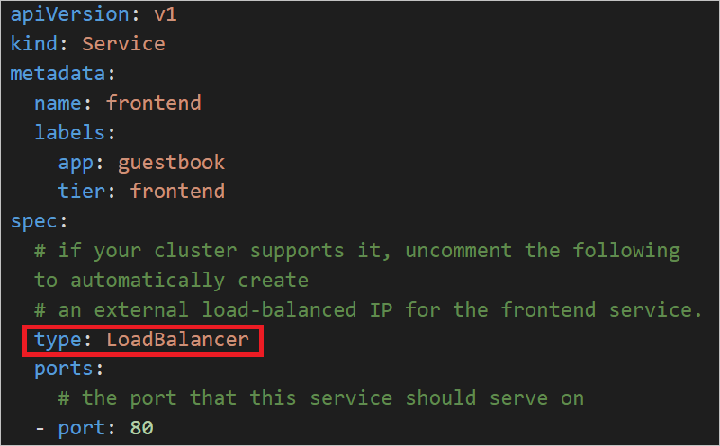 apiVersion: v1
kind: Service
metadata:
  name: frontend
  labels:
    app: guestbook
    tier: frontend
spec:
  # if your cluster supports it, uncomment the following
  to automatically create
  # an external load-balanced IP for the frontend service.
  type: LoadBalancer
  ports:
    # the port that this service should serve on
  - port: 80